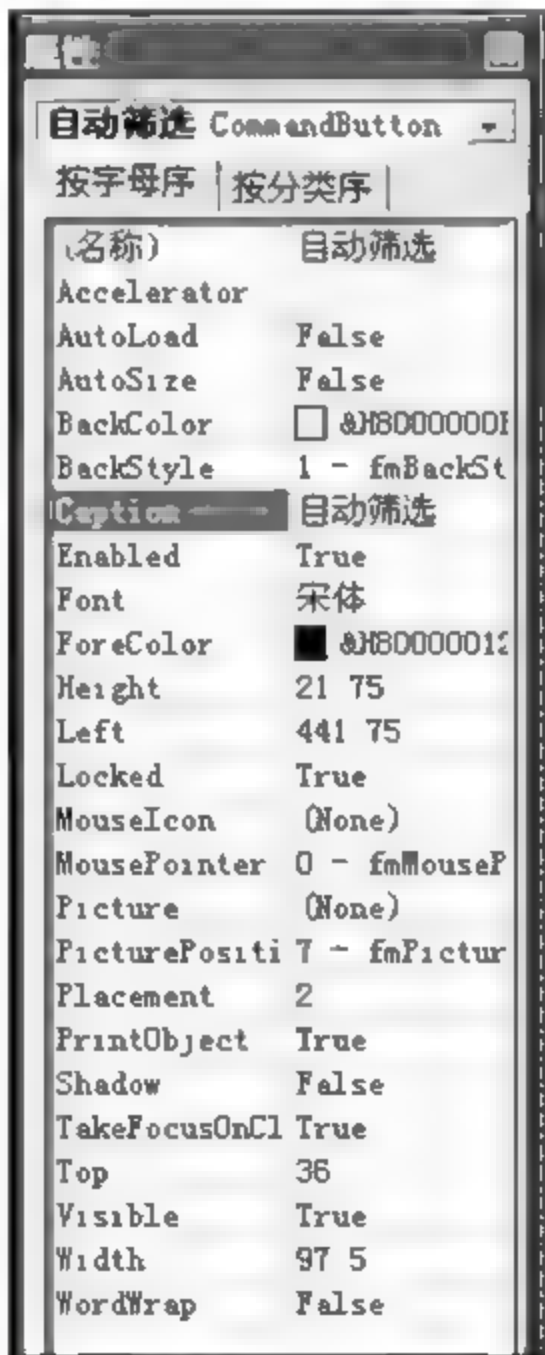 属性
自动筛选 CommandButton
按字母序 按分类序
(名称) 自动筛选
Accelerator
AutoLoad False
AutoSize False
BackColor
BackStyle 1 - fmBackSt
Caption 自动筛选
Enabled True
Font 宋体
ForeColor &H80000012
Height 21 75
Left 441 75
Locked True
MouseIcon (None)
MousePointer 0 - fmMouseP
Picture (None)
PicturePositi 7 - fmPictur
Placement 2
PrintObject True
Shadow False
TakeFocusOnCl True
Top 36
Visible True
Width 97 5
WordWrap False